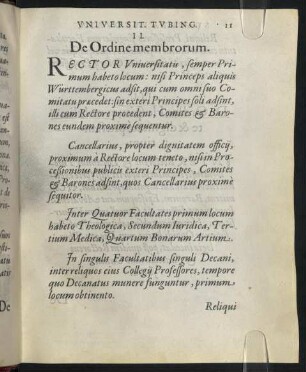 VNIVERSIT. TVBING. 11
II.
De Ordine membrorum.
RECTOR Vniuersitatis, semper Pri-
mum habeto locum: nisi Princeps aliquis
Württembergicus adsit, qui cum omni suo Co-
mitatu præcedet: sin exteri Principes soli adsint,
illi cum Rectore procedent, Comites & Baro-
nes eundem proximè sequentur.
Cancellarius, propter dignitatem officij,
proximum à Rectore locum teneto, nisi in Pro-
cessionibus publicis exteri Principes, Comites
& Barones adsint, quos Cancellarius proximè
sequitor.
Inter Quatuor Facultates primum locum
habeto Theologica, Secundum Iuridica, Ter-
tium Medica, Quartum Bonarum Artium.
In singulis Facultatibus singuli Decani,
inter reliquos eius Collegij Professores, tempore
quo Decanatus munere funguntur, primum
locum obtinento.
Reliqui